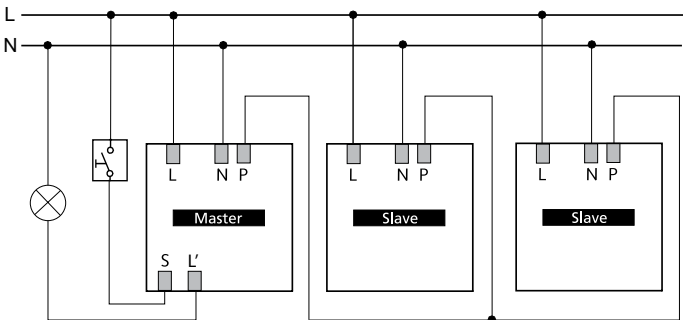 L
N
L N P L N P L N P
Master Slave Slave
S L’